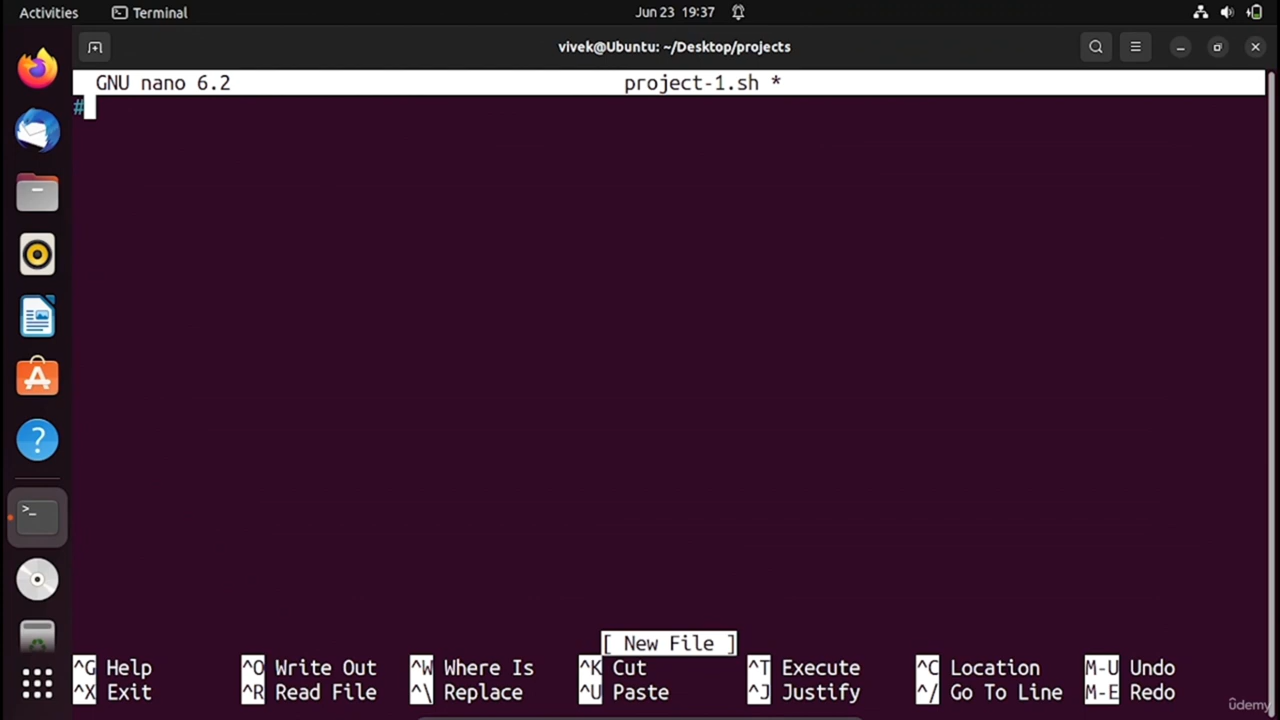 Activities Terminal Jun 23 19:37
vivek@Ubuntu: ~/Desktop/projects
GNU nano 6.2 project-1.sh *
#
[ New File ]
^G Help ^O Write Out ^W Where Is ^K Cut ^T Execute ^C Location M-U Undo
^X Exit ^R Read File ^\ Replace ^U Paste ^J Justify ^/ Go To Line M-E Redo
udemy